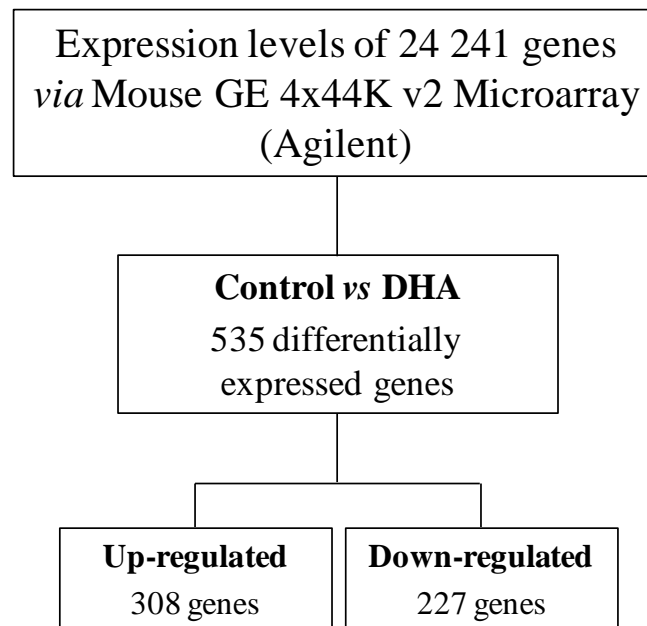 Expression levels of 24 241 genes
via Mouse GE 4x44K v2 Microarray
(Agilent)
Control vs DHA
535 differentially
expressed genes
Up-regulated
308 genes
Down-regulated
227 genes